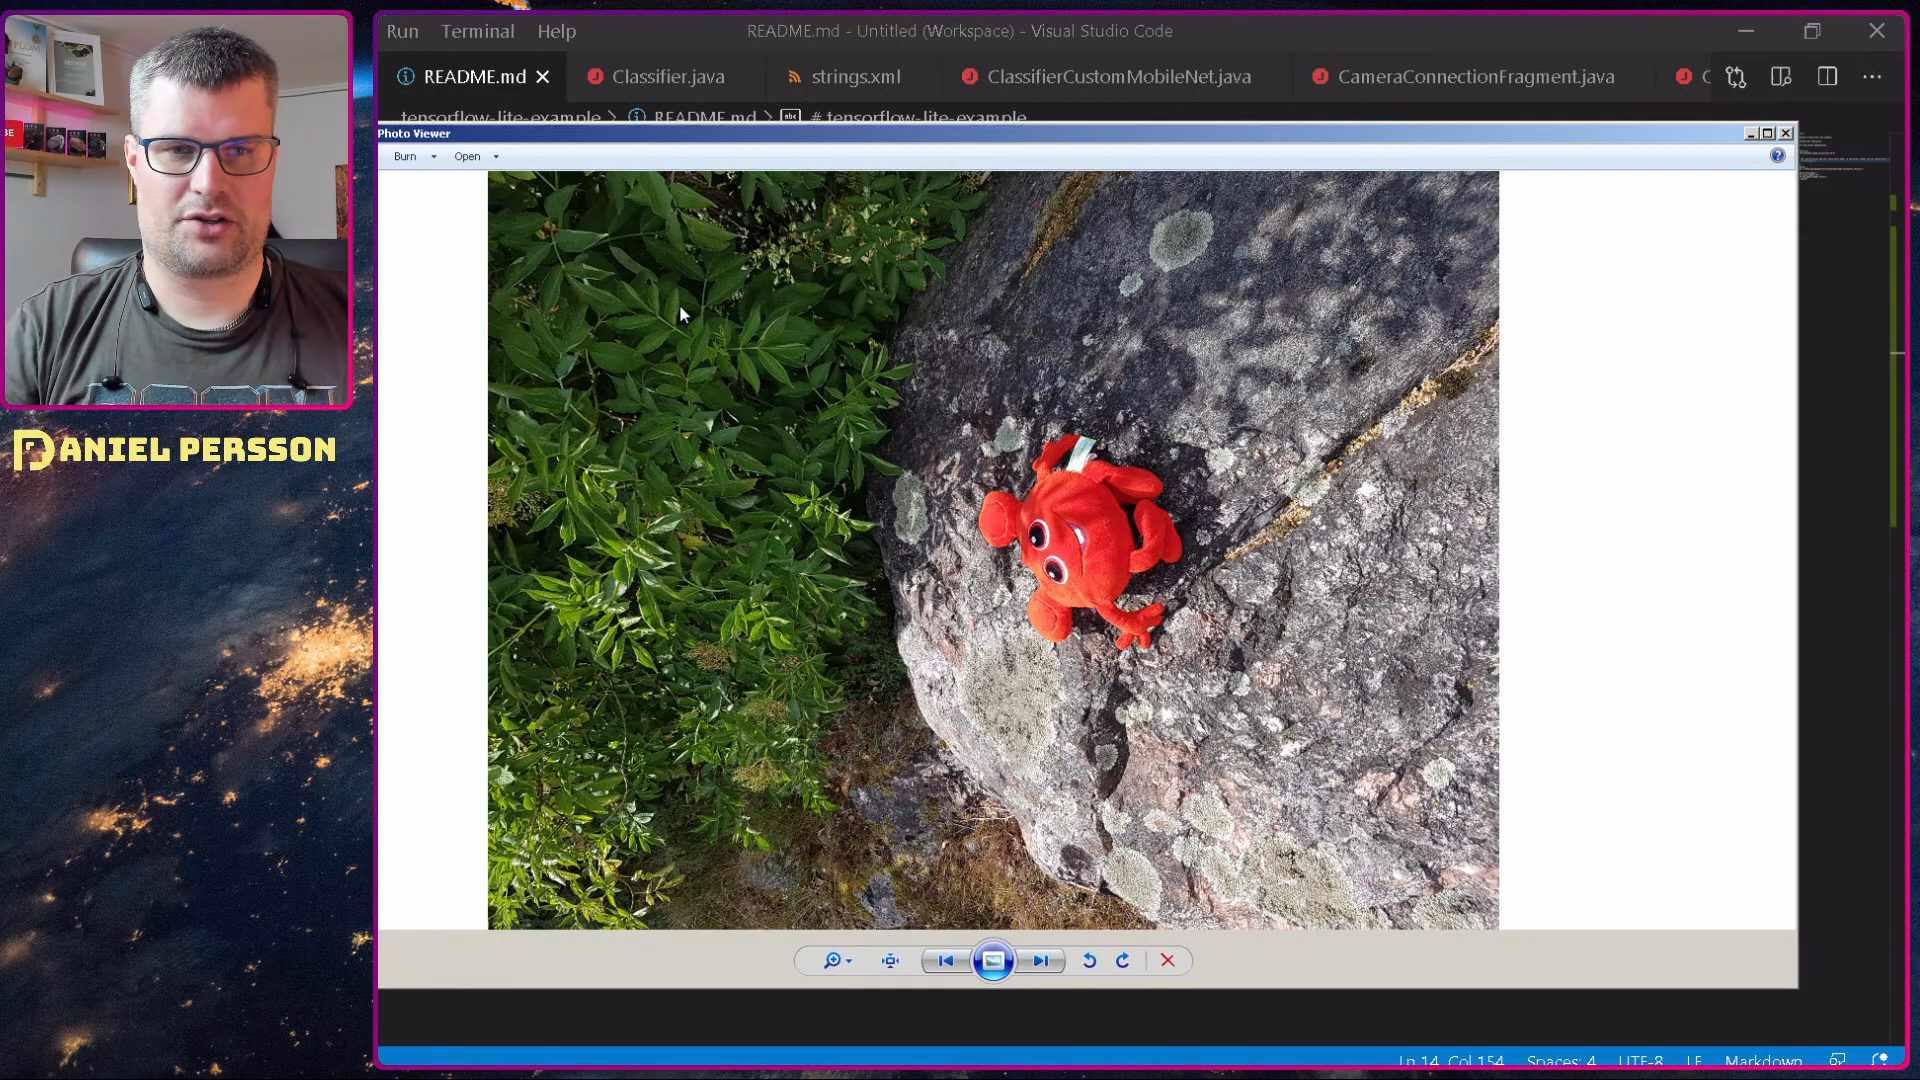 Run Terminal Help README.md - Untitled (Workspace) - Visual Studio Code
README.md Classifier.java strings.xml ClassifierCustomMobileNet.java CameraConnectionFragment.java C
tensorflow-lite-example > README.md > # tensorflow-lite-example
Photo Viewer
Burn Open
DANIEL PERSSON
Ln 14, Col 154 Spaces: 4 UTF-8 LF Markdown